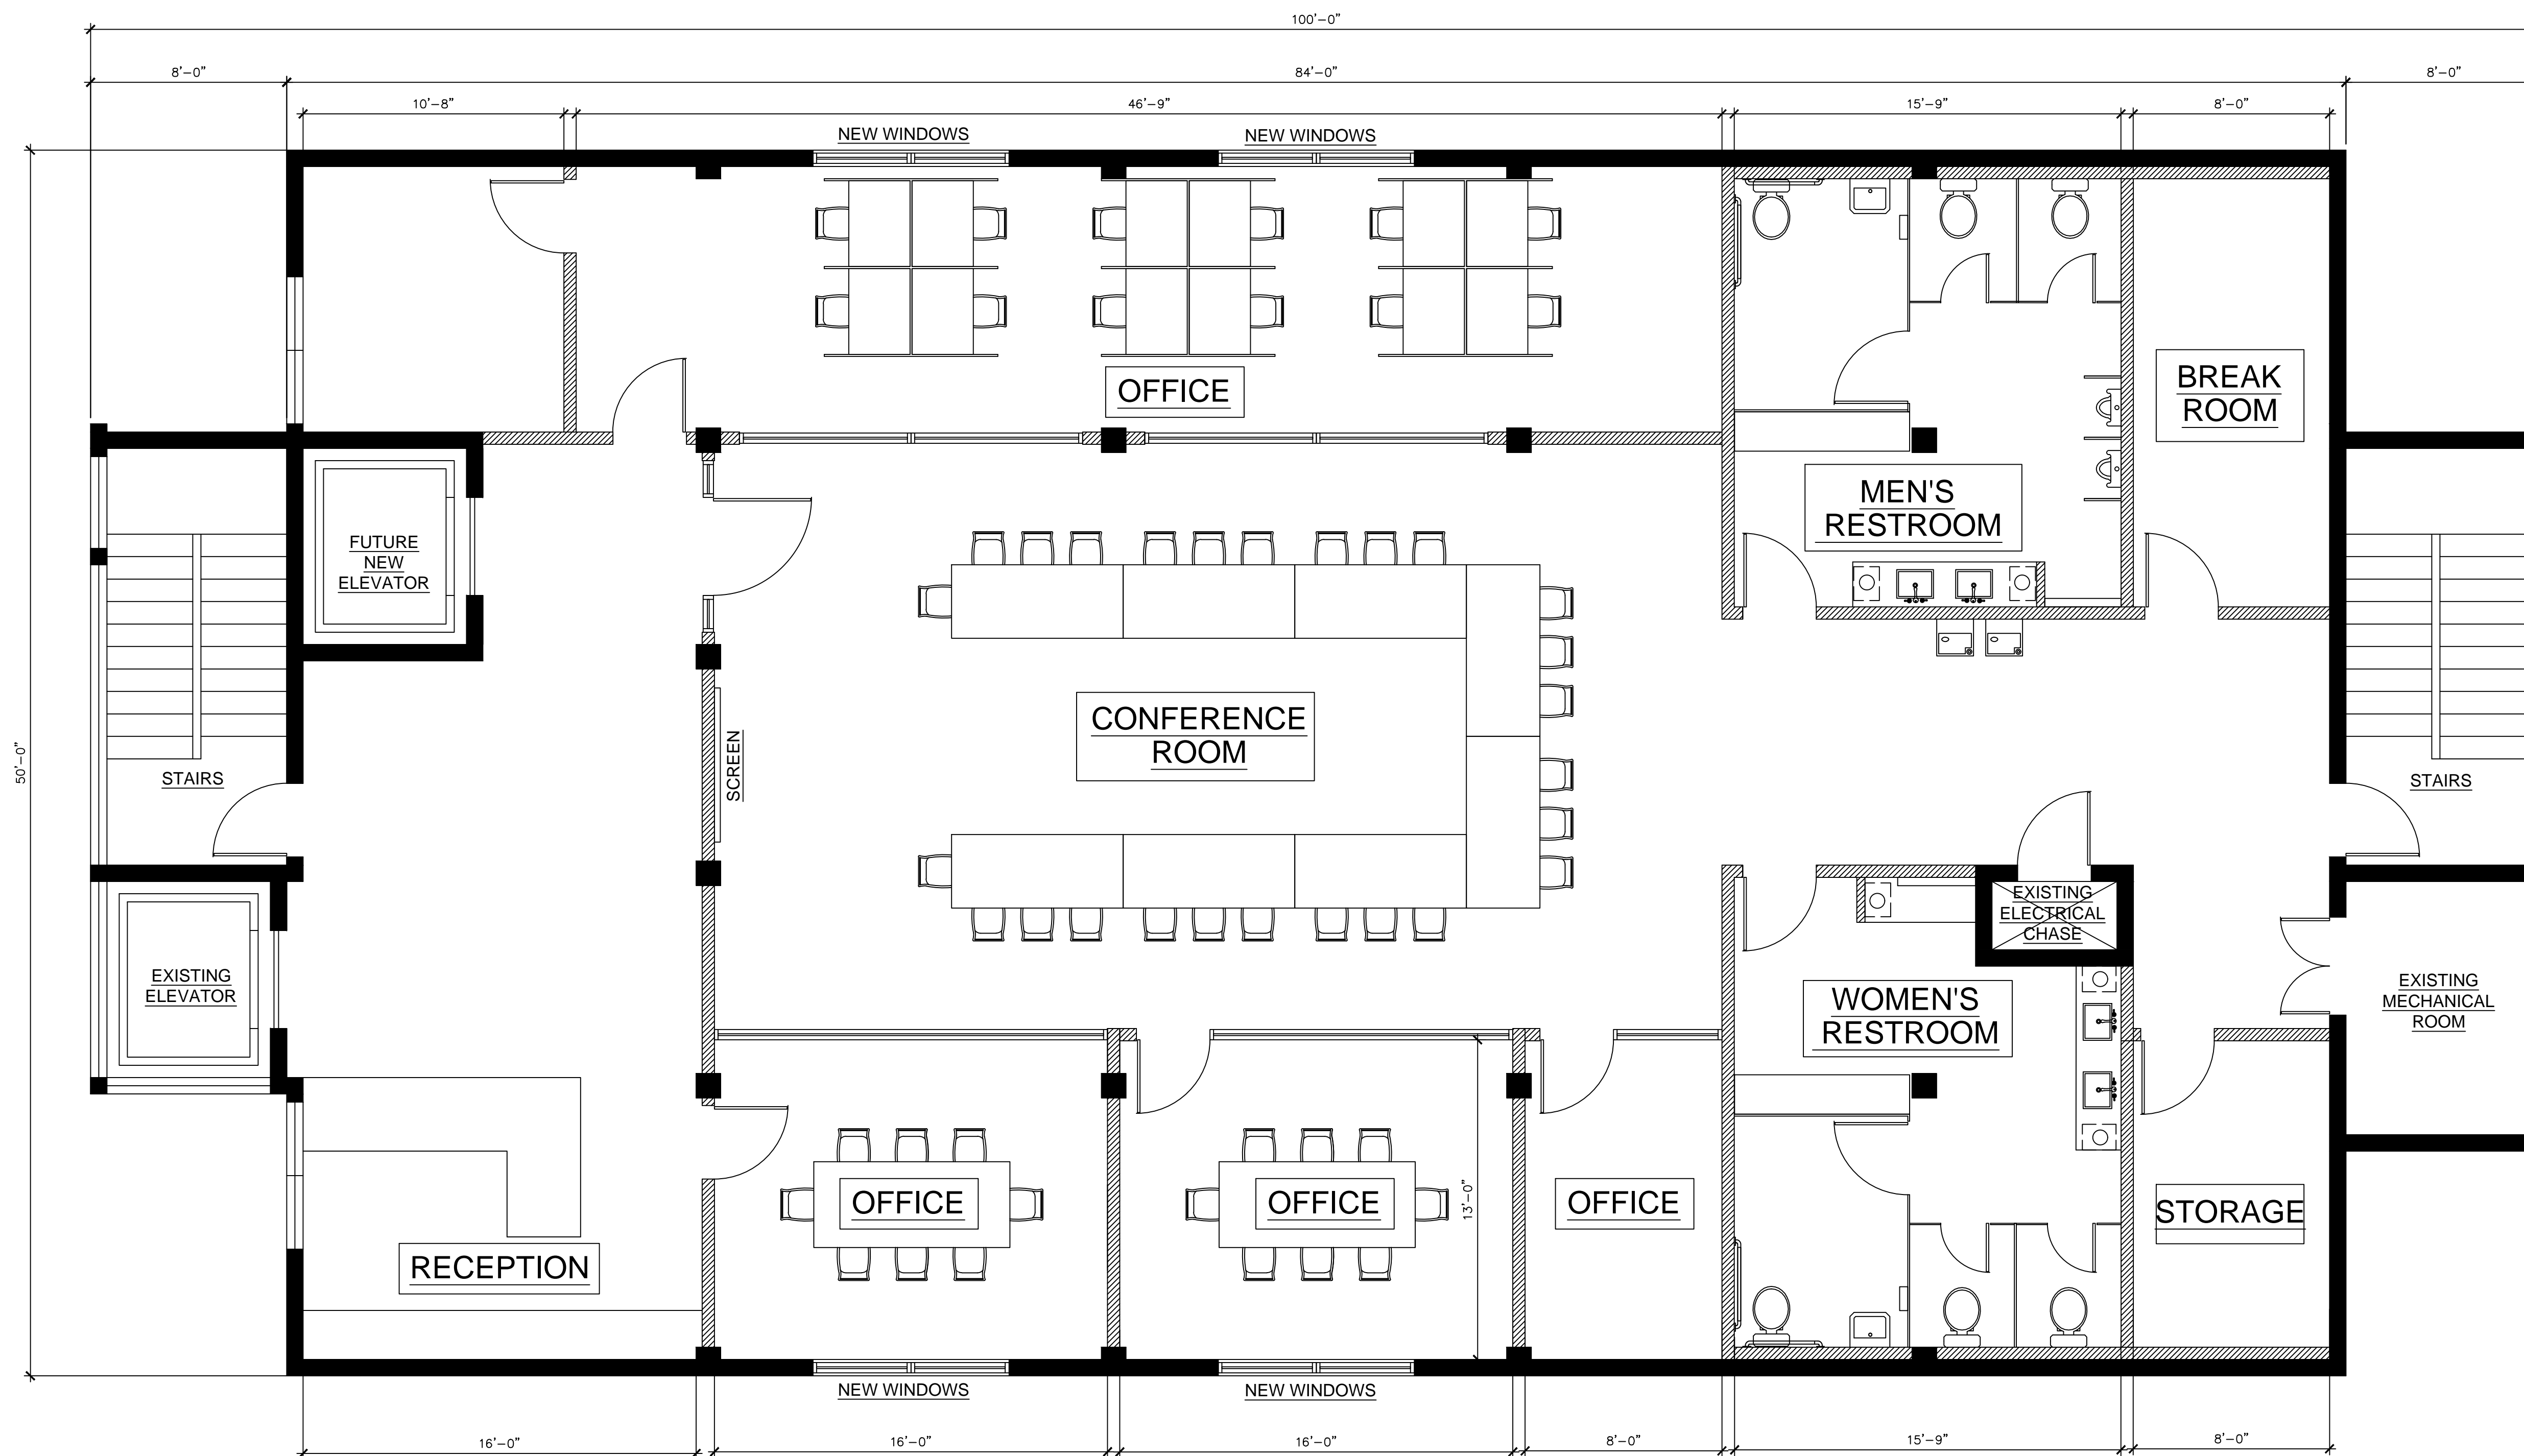 100'-0"
8'-0"
84'-0"
8'-0"
10'-8"
46'-9"
15'-9"
8'-0"
NEW WINDOWS
NEW WINDOWS
OFFICE
BREAK
ROOM
MEN'S
RESTROOM
FUTURE
NEW
ELEVATOR
CONFERENCE
ROOM
SCREEN
50'-0"
STAIRS
STAIRS
EXISTING
ELECTRICAL
CHASE
EXISTING
ELEVATOR
WOMEN'S
RESTROOM
EXISTING
MECHANICAL
ROOM
OFFICE
OFFICE
13'-0"
OFFICE
STORAGE
RECEPTION
NEW WINDOWS
NEW WINDOWS
16'-0"
16'-0"
16'-0"
8'-0"
15'-9"
8'-0"